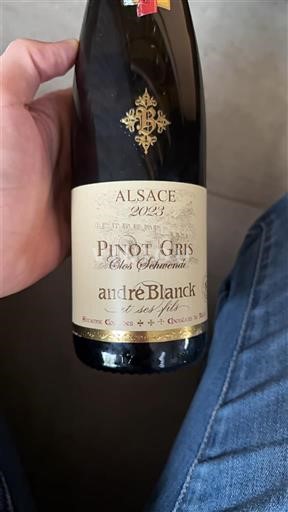 B
ALSACE
2023
PINOT GRIS
Clos Schwendi
andréBlanck
et ses fils